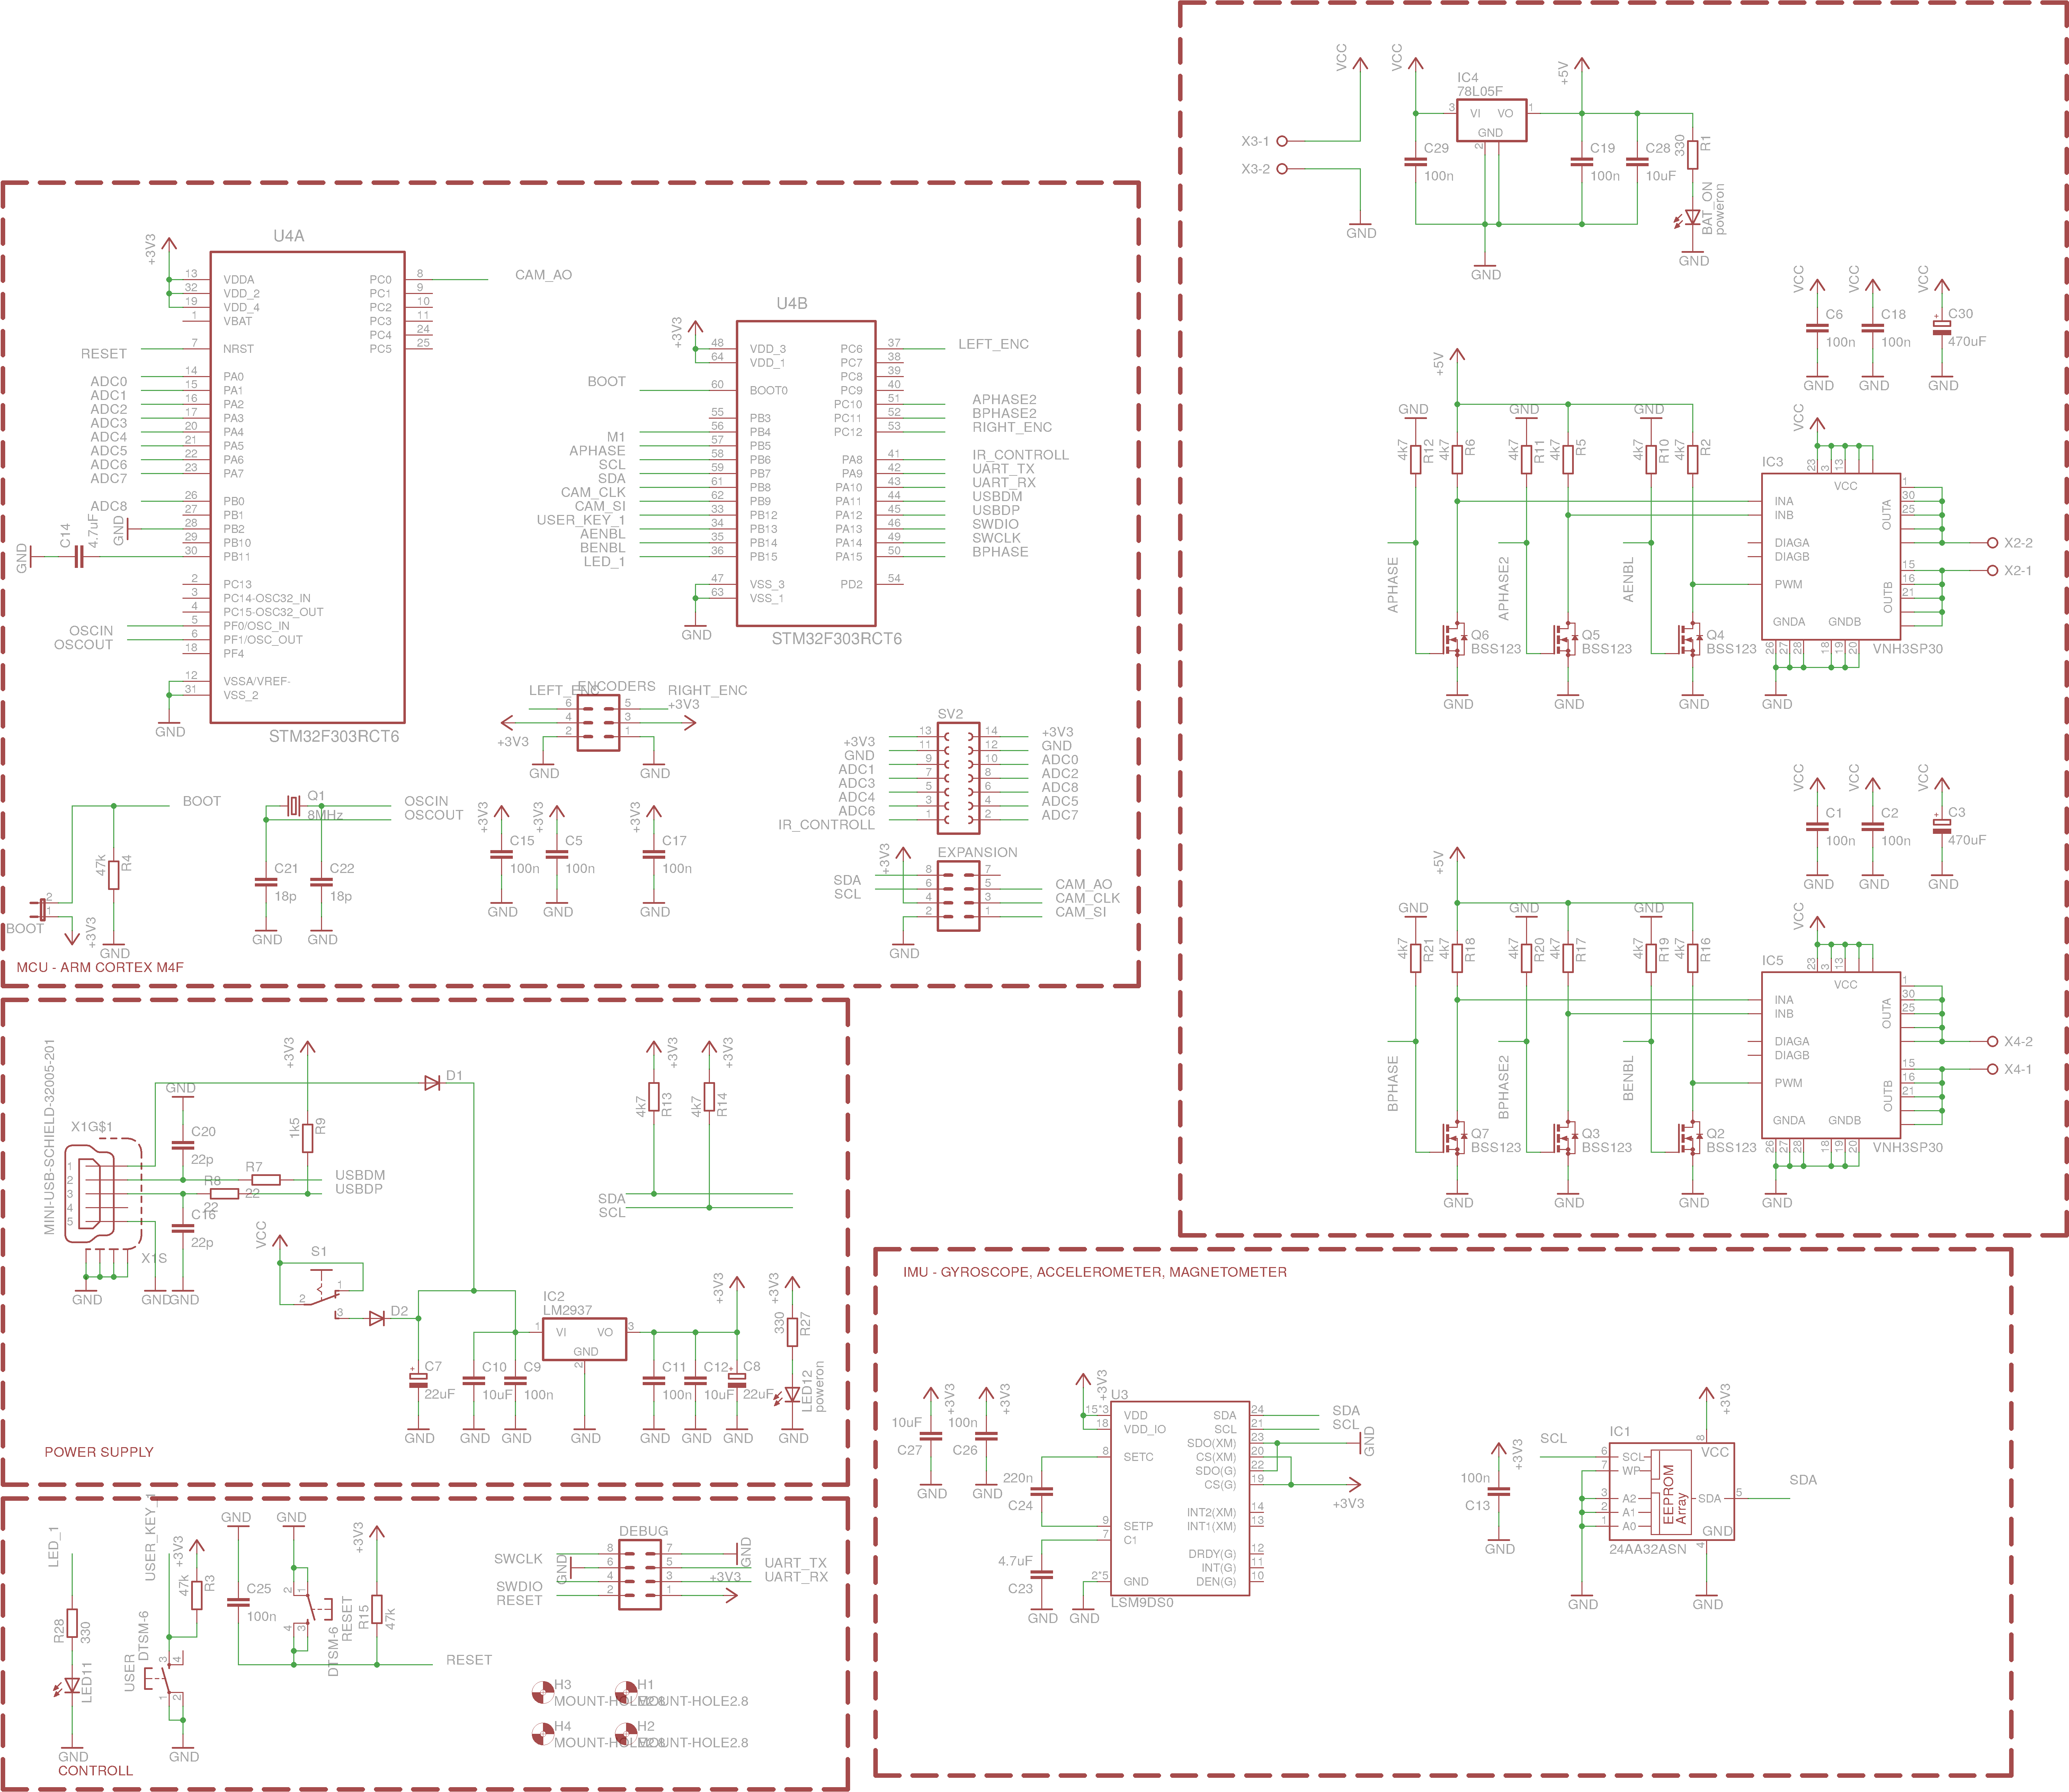 U4A
+3V3
13 VDDA
32 VDD_2
19 VDD_4
1 VBAT
RESET 7 NRST
ADC0 14 PA0
ADC1 15 PA1
ADC2 16 PA2
ADC3 17 PA3
ADC4 20 PA4
ADC5 21 PA5
ADC6 22 PA6
ADC7 23 PA7
ADC8 26 PB0
27 PB1
GND 28 PB2
29 PB10
GND C14 4.7uF 30 PB11
2 PC13
3 PC14-OSC32_IN
4 PC15-OSC32_OUT
OSCIN 5 PF0/OSC_IN
OSCOUT 6 PF1/OSC_OUT
18 PF4
12 VSSA/VREF-
31 VSS_2
GND
PC0 8 CAM_AO
PC1 9
PC2 10
PC3 11
PC4 24
PC5 25
STM32F303RCT6
U4B
+3V3
48 VDD_3
64 VDD_1
BOOT 60 BOOT0
55 PB3
M1 56 PB4
APHASE 57 PB5
SCL 58 PB6
SDA 59 PB7
CAM_CLK 61 PB8
CAM_SI 62 PB9
USER_KEY_1 33 PB12
AENBL 34 PB13
BENBL 35 PB14
LED_1 36 PB15
47 VSS_3
63 VSS_1
GND
PC6 37 LEFT_ENC
PC7 38
PC8 39
PC9 40
PC10 51 APHASE2
PC11 52 BPHASE2
PC12 53 RIGHT_ENC
PA8 41 IR_CONTROLL
PA9 42 UART_TX
PA10 43 UART_RX
PA11 44 USBDM
PA12 45 USBDP
PA13 46 SWDIO
PA14 49 SWCLK
PA15 50 BPHASE
PD2 54
STM32F303RCT6
LEFT_ENC ENCODERS RIGHT_ENC
6 5 +3V3
4 3
+3V3 2 1
GND GND
SV2
+3V3 13 14 +3V3
GND 11 12 GND
ADC1 9 10 ADC0
ADC3 7 8 ADC2
ADC4 5 6 ADC8
ADC6 3 4 ADC5
IR_CONTROLL 1 2 ADC7
EXPANSION
+3V3
SDA 8 7
SCL 6 5 CAM_AO
4 3 CAM_CLK
2 1 CAM_SI
GND
BOOT
47k R4
2
1
BOOT +3V3 GND
Q1 8MHz OSCIN
OSCOUT
C21 18p C22 18p
GND GND
+3V3 +3V3 +3V3
C15 100n C5 100n C17 100n
GND GND GND
MCU - ARM CORTEX M4F
VCC VCC +5V
X3-1
X3-2
GND
IC4
78L05F
3 VI VO 1
GND
2
C29 100n
C19 100n
C28 10uF
330 R1
BAT_ON poweron
GND GND
VCC VCC VCC
C6 100n C18 100n C30 470uF
GND GND GND
+5V
GND GND GND
4k7 R12 4k7 R6 4k7 R11 4k7 R5 4k7 R10 4k7 R2
APHASE APHASE2 AENBL
Q6 BSS123 Q5 BSS123 Q4 BSS123
GND GND GND
VCC
IC3
23 3 13
VCC
INA
INB
DIAGA
DIAGB
PWM
GNDA GNDB
OUTA 1 30 25
OUTB 15 16 21
26 27 28 18 19 20
VNH3SP30
GND
X2-2
X2-1
VCC VCC VCC
C1 100n C2 100n C3 470uF
GND GND GND
+5V
GND GND GND
4k7 R21 4k7 R18 4k7 R20 4k7 R17 4k7 R19 4k7 R16
BPHASE BPHASE2 BENBL
Q7 BSS123 Q3 BSS123 Q2 BSS123
GND GND GND
VCC
IC5
23 3 13
VCC
INA
INB
DIAGA
DIAGB
PWM
GNDA GNDB
OUTA 1 30 25
OUTB 15 16 21
26 27 28 18 19 20
VNH3SP30
GND
X4-2
X4-1
MINI-USB-SCHIELD-32005-201
X1G$1
1
2
3
4
5
X1S
GND GND GND
GND
C20 22p
C16 22p
R7 22
R8 22
+3V3
1k5 R9
USBDM
USBDP
D1
VCC
S1
1
2
3
D2
C7 22uF
C10 10uF
C9 100n
IC2
LM2937
1 VI VO 3
GND
2
C11 100n
C12 10uF
C8 22uF
+3V3 +3V3
330 R27
LED12 poweron
GND GND GND GND GND GND GND GND
+3V3 +3V3
4k7 R13 4k7 R14
SDA
SCL
POWER SUPPLY
LED_1
R28 330
LED11
GND
USER_KEY_1
+3V3
47k R3
USER DTSM-6
3 4
1 2
GND
GND GND +3V3
C25 100n
2 1
4 3
DTSM-6 RESET
R15 47k
RESET
DEBUG
SWCLK 8 7 GND
GND 6 5 UART_TX
SWDIO 4 3 +3V3 UART_RX
RESET 2 1
H3 MOUNT-HOLE2.8
H1 MOUNT-HOLE2.8
H4 MOUNT-HOLE2.8
H2 MOUNT-HOLE2.8
CONTROLL
IMU - GYROSCOPE, ACCELEROMETER, MAGNETOMETER
+3V3 +3V3 +3V3
10uF C27
100n C26
GND GND
220n C24
4.7uF C23
GND GND
U3
15*3 VDD
18 VDD_IO
8 SETC
9 SETP
7 C1
2*5 GND
SDA 24 SDA
SCL 21 SCL
SDO(XM) 23 GND
CS(XM) 20
SDO(G) 22
CS(G) 19 +3V3
INT2(XM) 14
INT1(XM) 13
DRDY(G) 12
INT(G) 11
DEN(G) 10
LSM9DS0
+3V3
100n C13
GND
SCL
IC1
+3V3
8
VCC
6 SCL
7 WP
3 A2
2 A1
1 A0
EEPROM Array
SDA 5 SDA
GND
4
24AA32ASN
GND GND